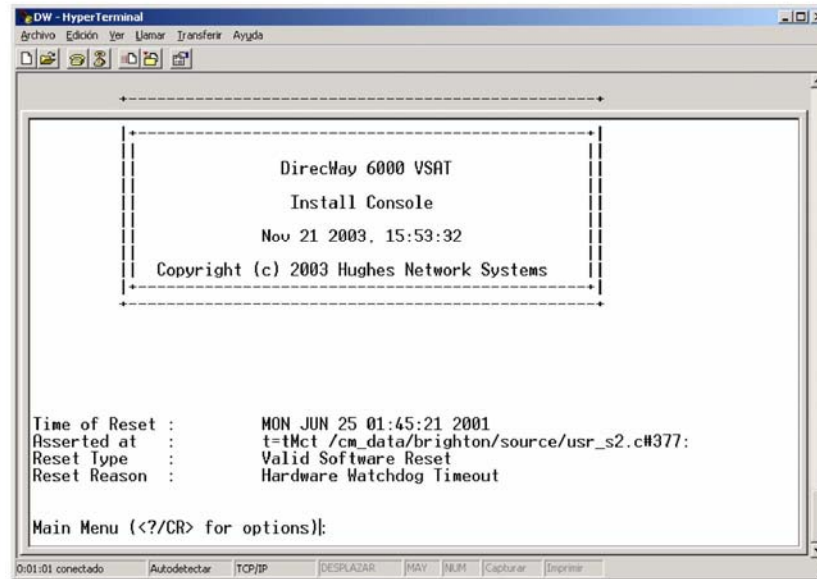 DW - HyperTerminal
Archivo Edición Ver Llamar Transferir Ayuda
DirecWay 6000 VSAT
Install Console
Nov 21 2003, 15:53:32
Copyright (c) 2003 Hughes Network Systems
Time of Reset : MON JUN 25 01:45:21 2001
Asserted at : t=tMct /cm_data/brighton/source/usr_s2.c#377:
Reset Type : Valid Software Reset
Reset Reason : Hardware Watchdog Timeout
Main Menu (<?/CR> for options)|:
0:01:01 conectado Autodetectar TCP/IP DESPLAZAR MAY NUM Capturar Imprimir